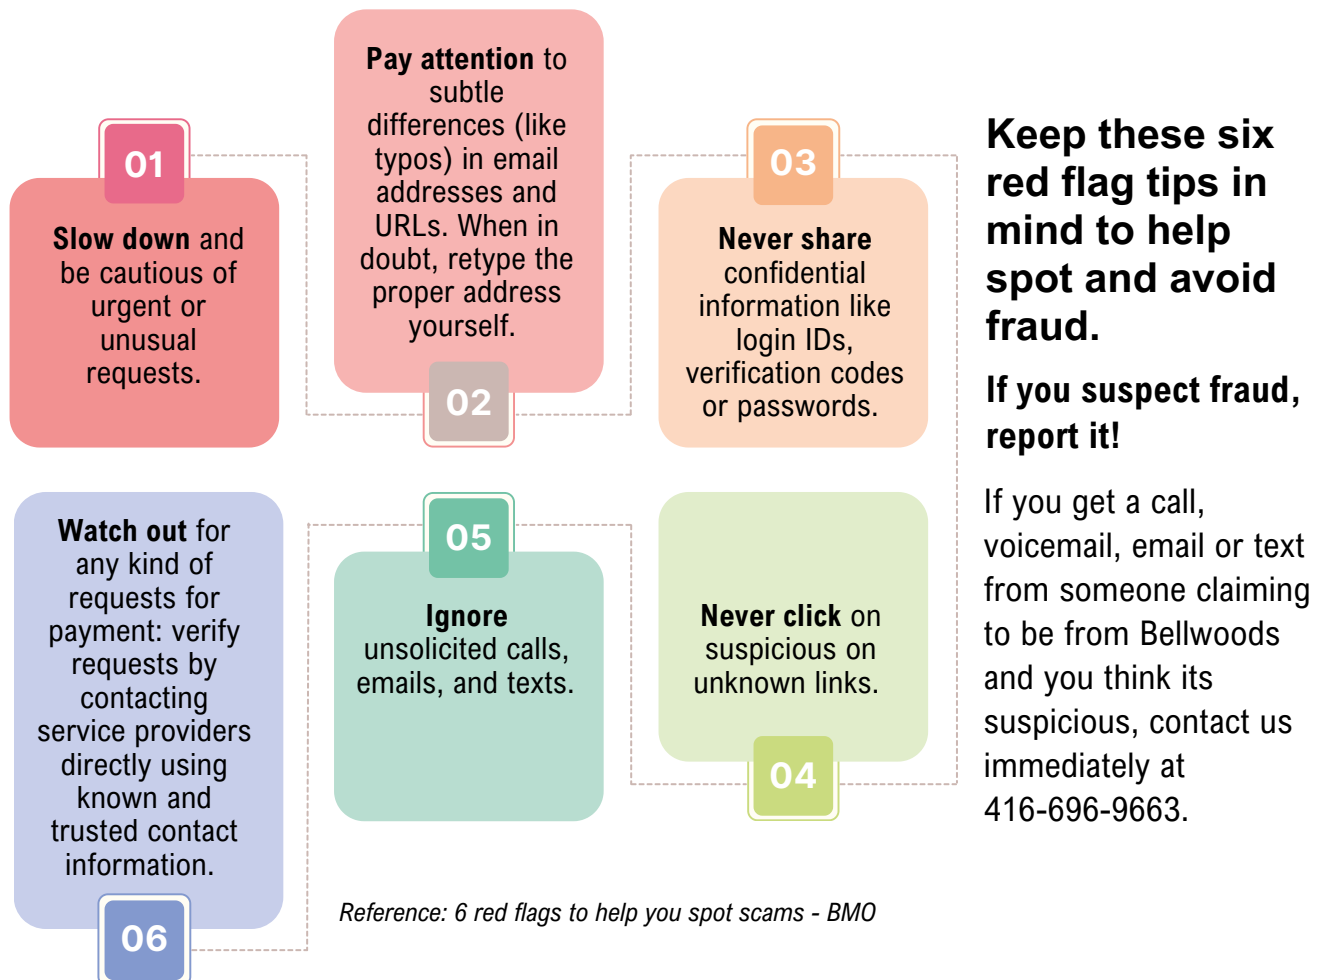 01
Slow down and
be cautious of
urgent or
unusual
requests.
Pay attention to
subtle
differences (like
typos) in email
addresses and
URLs. When in
doubt, retype the
proper address
yourself.
02
03
Never share
confidential
information like
login IDs,
verification codes
or passwords.
Never click on
suspicious on
unknown links.
04
05
Ignore
unsolicited calls,
emails, and texts.
Watch out for
any kind of
requests for
payment: verify
requests by
contacting
service providers
directly using
known and
trusted contact
information.
06
Keep these six
red flag tips in
mind to help
spot and avoid
fraud.
If you suspect fraud,
report it!
If you get a call,
voicemail, email or text
from someone claiming
to be from Bellwoods
and you think its
suspicious, contact us
immediately at
416-696-9663.
Reference: 6 red flags to help you spot scams - BMO